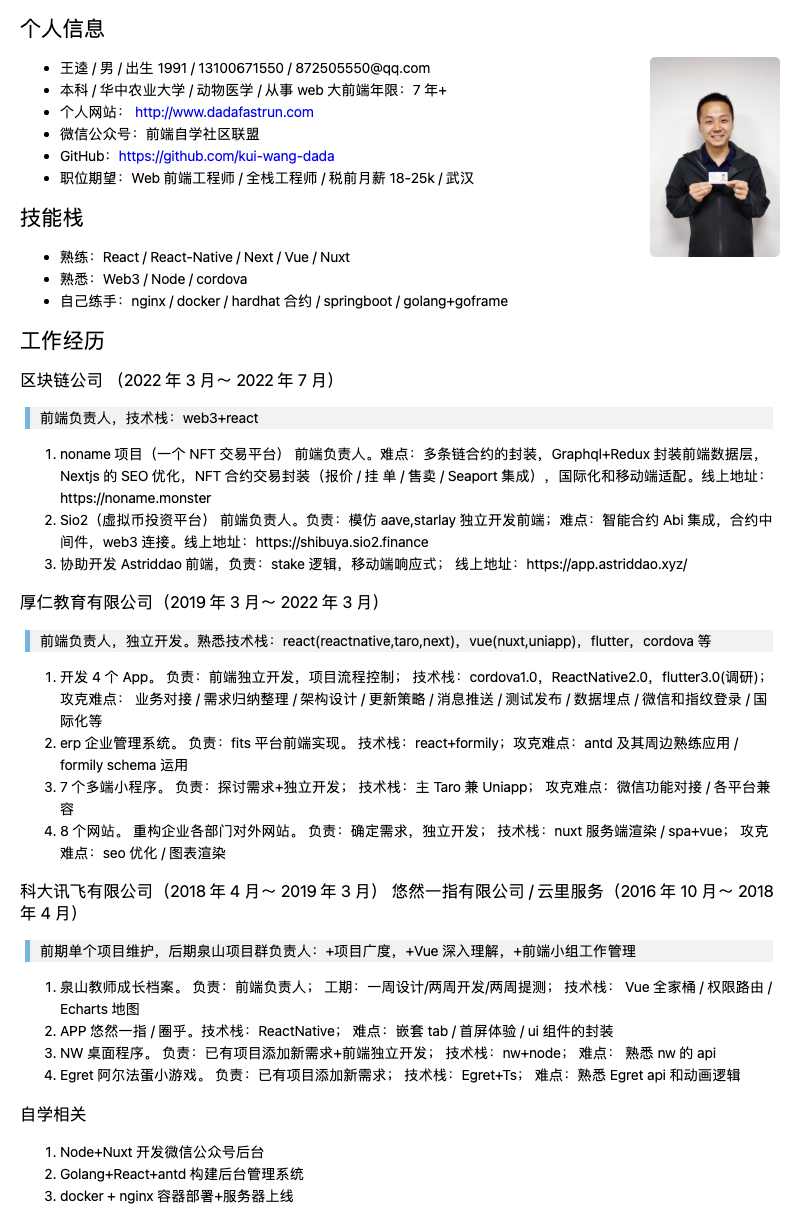 个人信息
王逵 / 男 / 出生 1991 / 13100671550 / 872505550@qq.com
本科 / 华中农业大学 / 动物医学 / 从事 web 大前端年限：7 年+
个人网站： http://www.dadafastrun.com
微信公众号：前端自学社区联盟
GitHub：https://github.com/kui-wang-dada
职位期望：Web 前端工程师 / 全栈工程师 / 税前月薪 18-25k / 武汉
技能栈
熟练：React / React-Native / Next / Vue / Nuxt
熟悉：Web3 / Node / cordova
自己练手：nginx / docker / hardhat 合约 / springboot / golang+goframe
工作经历
区块链公司 （2022 年 3 月～ 2022 年 7 月）
前端负责人，技术栈：web3+react
1. noname 项目（一个 NFT 交易平台） 前端负责人。难点：多条链合约的封装，Graphql+Redux 封装前端数据层，
Nextjs 的 SEO 优化，NFT 合约交易封装（报价 / 挂 单 / 售卖 / Seaport 集成），国际化和移动端适配。线上地址：
https://noname.monster
2. Sio2（虚拟币投资平台） 前端负责人。负责：模仿 aave,starlay 独立开发前端；难点：智能合约 Abi 集成，合约中
间件，web3 连接。线上地址：https://shibuya.sio2.finance
3. 协助开发 Astriddao 前端，负责：stake 逻辑，移动端响应式； 线上地址：https://app.astriddao.xyz/
厚仁教育有限公司（2019 年 3 月～ 2022 年 3 月）
前端负责人，独立开发。熟悉技术栈：react(reactnative,taro,next)，vue(nuxt,uniapp)，flutter，cordova 等
1. 开发 4 个 App。 负责：前端独立开发，项目流程控制； 技术栈：cordova1.0，ReactNative2.0，flutter3.0(调研)；
攻克难点： 业务对接 / 需求归纳整理 / 架构设计 / 更新策略 / 消息推送 / 测试发布 / 数据埋点 / 微信和指纹登录 / 国
际化等
2. erp 企业管理系统。 负责：fits 平台前端实现。 技术栈：react+formily；攻克难点：antd 及其周边熟练应用 /
formily schema 运用
3. 7 个多端小程序。 负责：探讨需求+独立开发； 技术栈：主 Taro 兼 Uniapp； 攻克难点：微信功能对接 / 各平台兼
容
4. 8 个网站。 重构企业各部门对外网站。 负责：确定需求，独立开发； 技术栈：nuxt 服务端渲染 / spa+vue； 攻克
难点：seo 优化 / 图表渲染
科大讯飞有限公司（2018 年 4 月～ 2019 年 3 月） 悠然一指有限公司 / 云里服务（2016 年 10 月～ 2018
年 4 月）
前期单个项目维护，后期泉山项目群负责人：+项目广度，+Vue 深入理解，+前端小组工作管理
1. 泉山教师成长档案。 负责：前端负责人； 工期：一周设计/两周开发/两周提测； 技术栈： Vue 全家桶 / 权限路由 /
Echarts 地图
2. APP 悠然一指 / 圈乎。技术栈：ReactNative； 难点：嵌套 tab / 首屏体验 / ui 组件的封装
3. NW 桌面程序。 负责：已有项目添加新需求+前端独立开发； 技术栈：nw+node； 难点： 熟悉 nw 的 api
4. Egret 阿尔法蛋小游戏。 负责：已有项目添加新需求； 技术栈：Egret+Ts； 难点：熟悉 Egret api 和动画逻辑
自学相关
1. Node+Nuxt 开发微信公众号后台
2. Golang+React+antd 构建后台管理系统
3. docker + nginx 容器部署+服务器上线